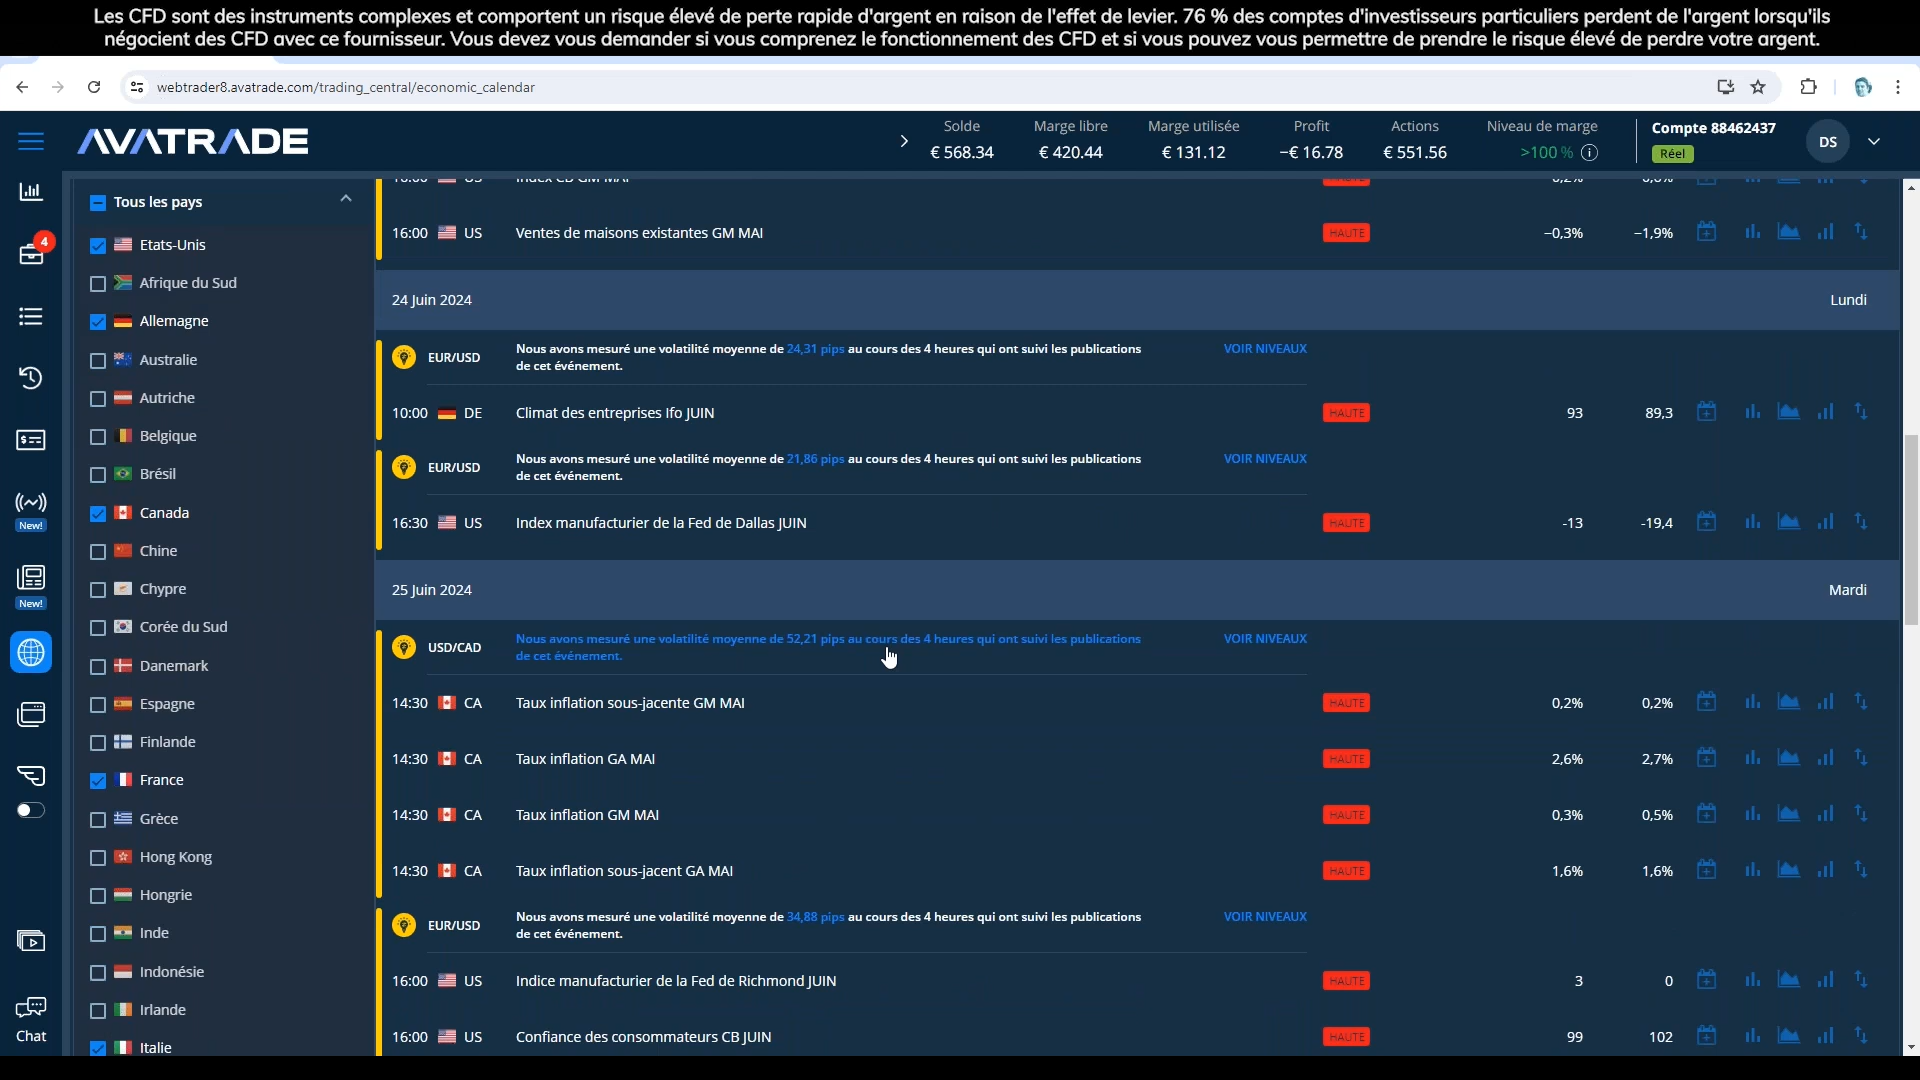 Les CFD sont des instruments complexes et comportent un risque élevé de perte rapide d'argent en raison de l'effet de levier. 76 % des comptes d'investisseurs particuliers perdent de l'argent lorsqu'ils
négocient des CFD avec ce fournisseur. Vous devez vous demander si vous comprenez le fonctionnement des CFD et si vous pouvez vous permettre de prendre le risque élevé de perdre votre argent.
webtrader8.avatrade.com/trading_central/economic_calendar
AVATRADE
Solde Marge libre Marge utilisée Profit Actions Niveau de marge Compte 88462437
€ 568.34 € 420.44 € 131.12 −€ 16.78 € 551.56 >100 % Réel DS
4
New!
New!
Chat
Tous les pays
Etats-Unis
Afrique du Sud
Allemagne
Australie
Autriche
Belgique
Brésil
Canada
Chine
Chypre
Corée du Sud
Danemark
Espagne
Finlande
France
Grèce
Hong Kong
Hongrie
Inde
Indonésie
Irlande
Italie
16:00 US Ventes de maisons existantes GM MAI HAUTE −0,3% −1,9%
24 Juin 2024 Lundi
EUR/USD Nous avons mesuré une volatilité moyenne de 24,31 pips au cours des 4 heures qui ont suivi les publications VOIR NIVEAUX
de cet événement.
10:00 DE Climat des entreprises Ifo JUIN HAUTE 93 89,3
EUR/USD Nous avons mesuré une volatilité moyenne de 21,86 pips au cours des 4 heures qui ont suivi les publications VOIR NIVEAUX
de cet événement.
16:30 US Index manufacturier de la Fed de Dallas JUIN HAUTE -13 -19,4
25 Juin 2024 Mardi
USD/CAD Nous avons mesuré une volatilité moyenne de 52,21 pips au cours des 4 heures qui ont suivi les publications VOIR NIVEAUX
de cet événement.
14:30 CA Taux inflation sous-jacente GM MAI HAUTE 0,2% 0,2%
14:30 CA Taux inflation GA MAI HAUTE 2,6% 2,7%
14:30 CA Taux inflation GM MAI HAUTE 0,3% 0,5%
14:30 CA Taux inflation sous-jacent GA MAI HAUTE 1,6% 1,6%
EUR/USD Nous avons mesuré une volatilité moyenne de 34,88 pips au cours des 4 heures qui ont suivi les publications VOIR NIVEAUX
de cet événement.
16:00 US Indice manufacturier de la Fed de Richmond JUIN HAUTE 3 0
16:00 US Confiance des consommateurs CB JUIN HAUTE 99 102